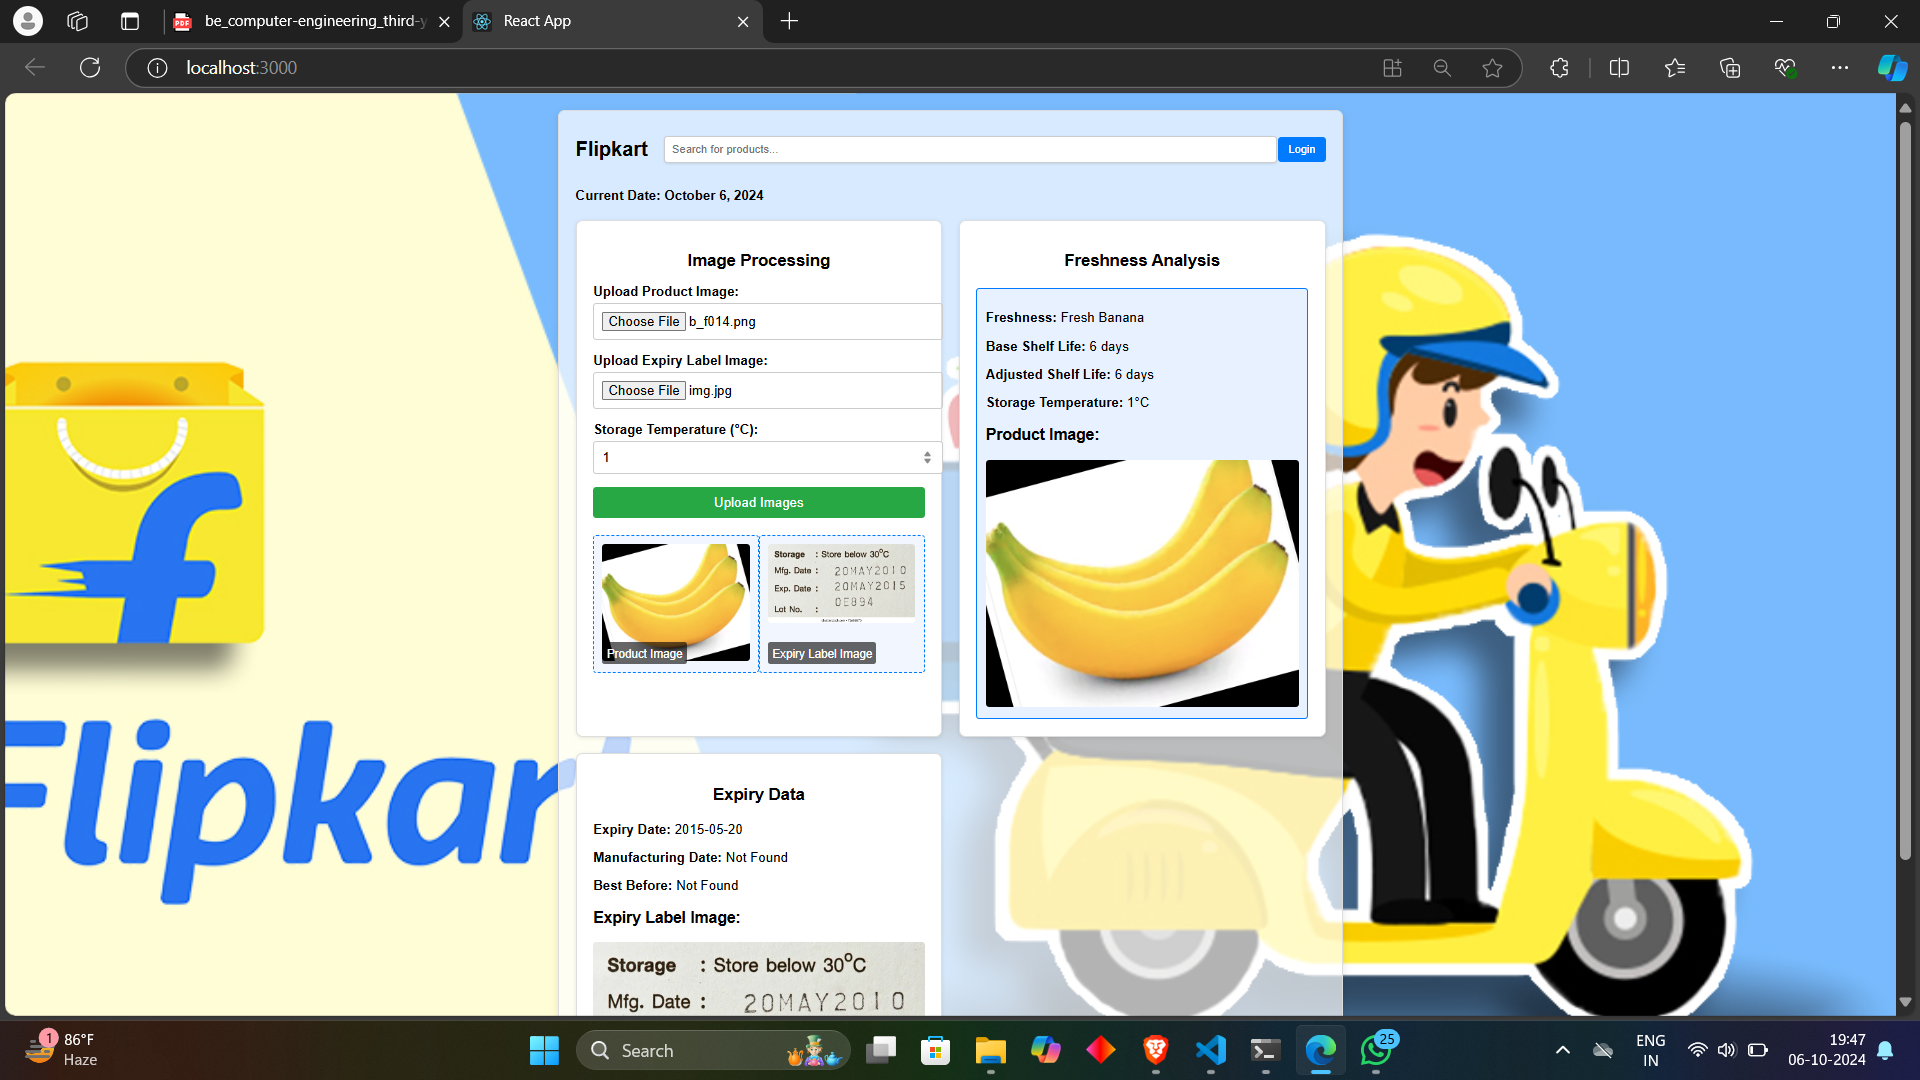 be_computer-engineering_third-y
React App
localhost:3000
Flipkart
Search for products...
Login
Current Date: October 6, 2024
Image Processing
Upload Product Image:
Choose File b_f014.png
Upload Expiry Label Image:
Choose File img.jpg
Storage Temperature (°C):
1
Upload Images
Product Image
Storage : Store below 30°C
Mfg. Date : 20MAY2010
Exp. Date : 20MAY2015
Lot No. : 0E894
Expiry Label Image
Freshness Analysis
Freshness: Fresh Banana
Base Shelf Life: 6 days
Adjusted Shelf Life: 6 days
Storage Temperature: 1°C
Product Image:
Expiry Data
Expiry Date: 2015-05-20
Manufacturing Date: Not Found
Best Before: Not Found
Expiry Label Image:
Storage : Store below 30°C
Mfg. Date : 20MAY2010
f
Flipkar
1
86°F
Haze
Search
25
ENG
IN
19:47
06-10-2024